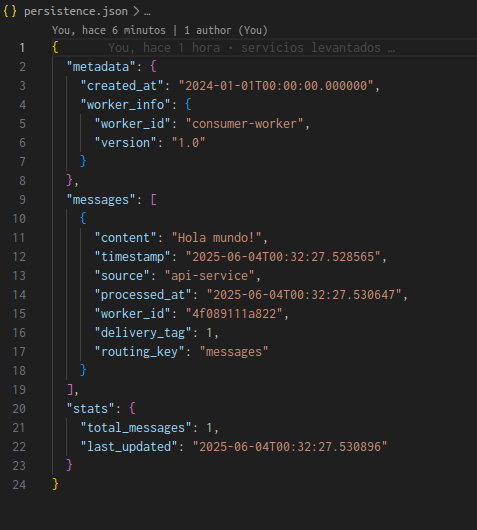 {} persistence.json > ...
You, hace 6 minutos | 1 author (You)
1 { You, hace 1 hora · servicios levantados …
2 "metadata": {
3 "created_at": "2024-01-01T00:00:00.000000",
4 "worker_info": {
5 "worker_id": "consumer-worker",
6 "version": "1.0"
7 }
8 },
9 "messages": [
10 {
11 "content": "Hola mundo!",
12 "timestamp": "2025-06-04T00:32:27.528565",
13 "source": "api-service",
14 "processed_at": "2025-06-04T00:32:27.530647",
15 "worker_id": "4f089111a822",
16 "delivery_tag": 1,
17 "routing_key": "messages"
18 }
19 ],
20 "stats": {
21 "total_messages": 1,
22 "last_updated": "2025-06-04T00:32:27.530896"
23 }
24 }